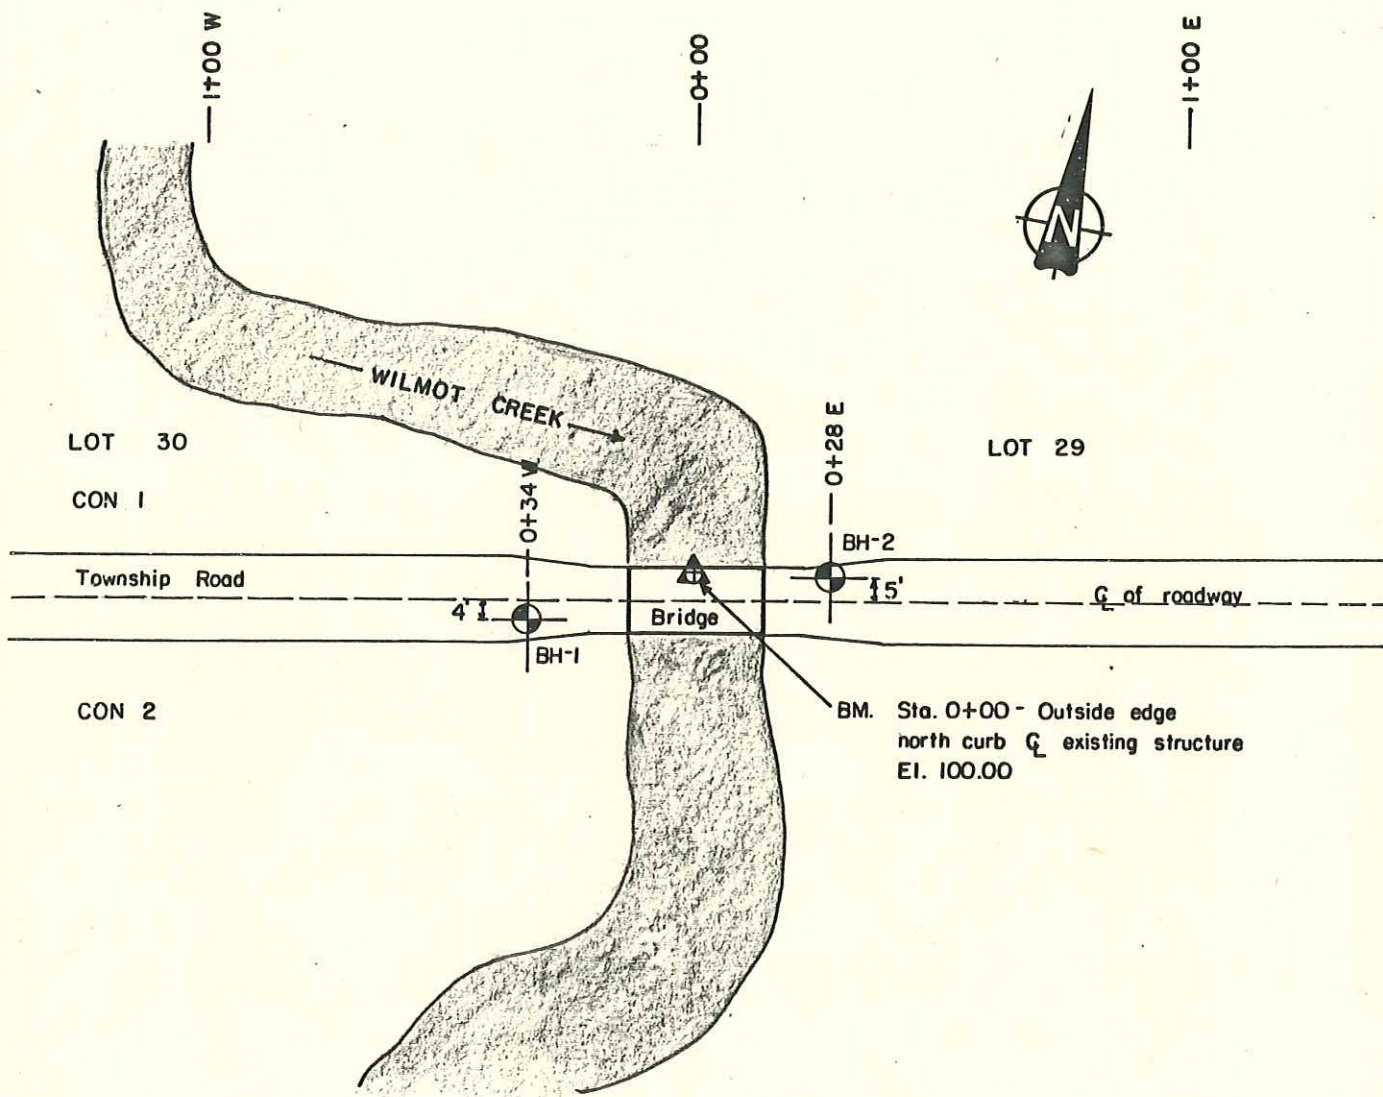 1+00 W
0+00
1+00 E
N
WILMOT CREEK
LOT 30
LOT 29
CON 1
0+34 W
0+28 E
BH-2
Township Road
4'
5'
℄ of roadway
Bridge
BH-1
CON 2
BM. Sta. 0+00 - Outside edge
north curb ℄ existing structure
El. 100.00